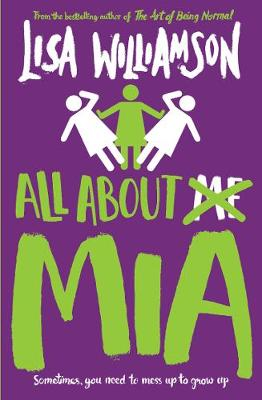 From the bestselling author of The Art of Being Normal
LISA
WILLIAMSON
ALL ABOUT ME
MIA
Sometimes, you need to mess up to grow up